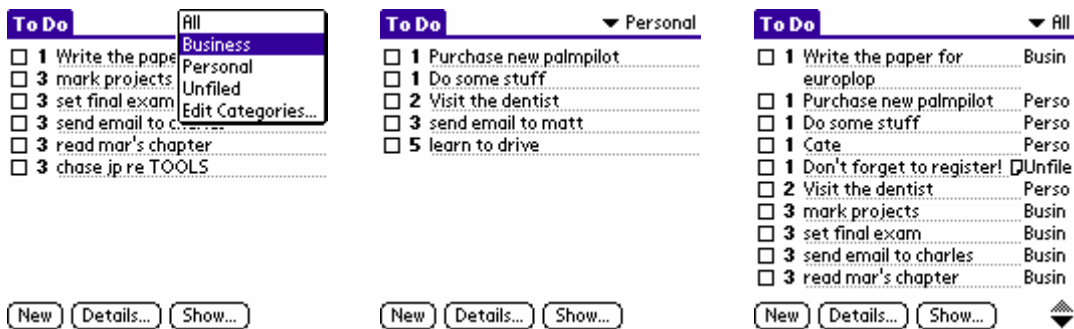 To Do
All
Business
Personal
Unfiled
Edit Categories...
1 Write the pape
3 mark projects
3 set final exam
3 send email to charles
3 read mar's chapter
3 chase jp re TOOLS
New Details... Show...
To Do Personal
1 Purchase new palmpilot
1 Do some stuff
2 Visit the dentist
3 send email to matt
5 learn to drive
New Details... Show...
To Do All
1 Write the paper for Busin
europlop
1 Purchase new palmpilot Perso
1 Do some stuff Perso
1 Cate Perso
1 Don't forget to register! Unfile
2 Visit the dentist Perso
3 mark projects Busin
3 set final exam Busin
3 send email to charles Busin
3 read mar's chapter Busin
New Details... Show...